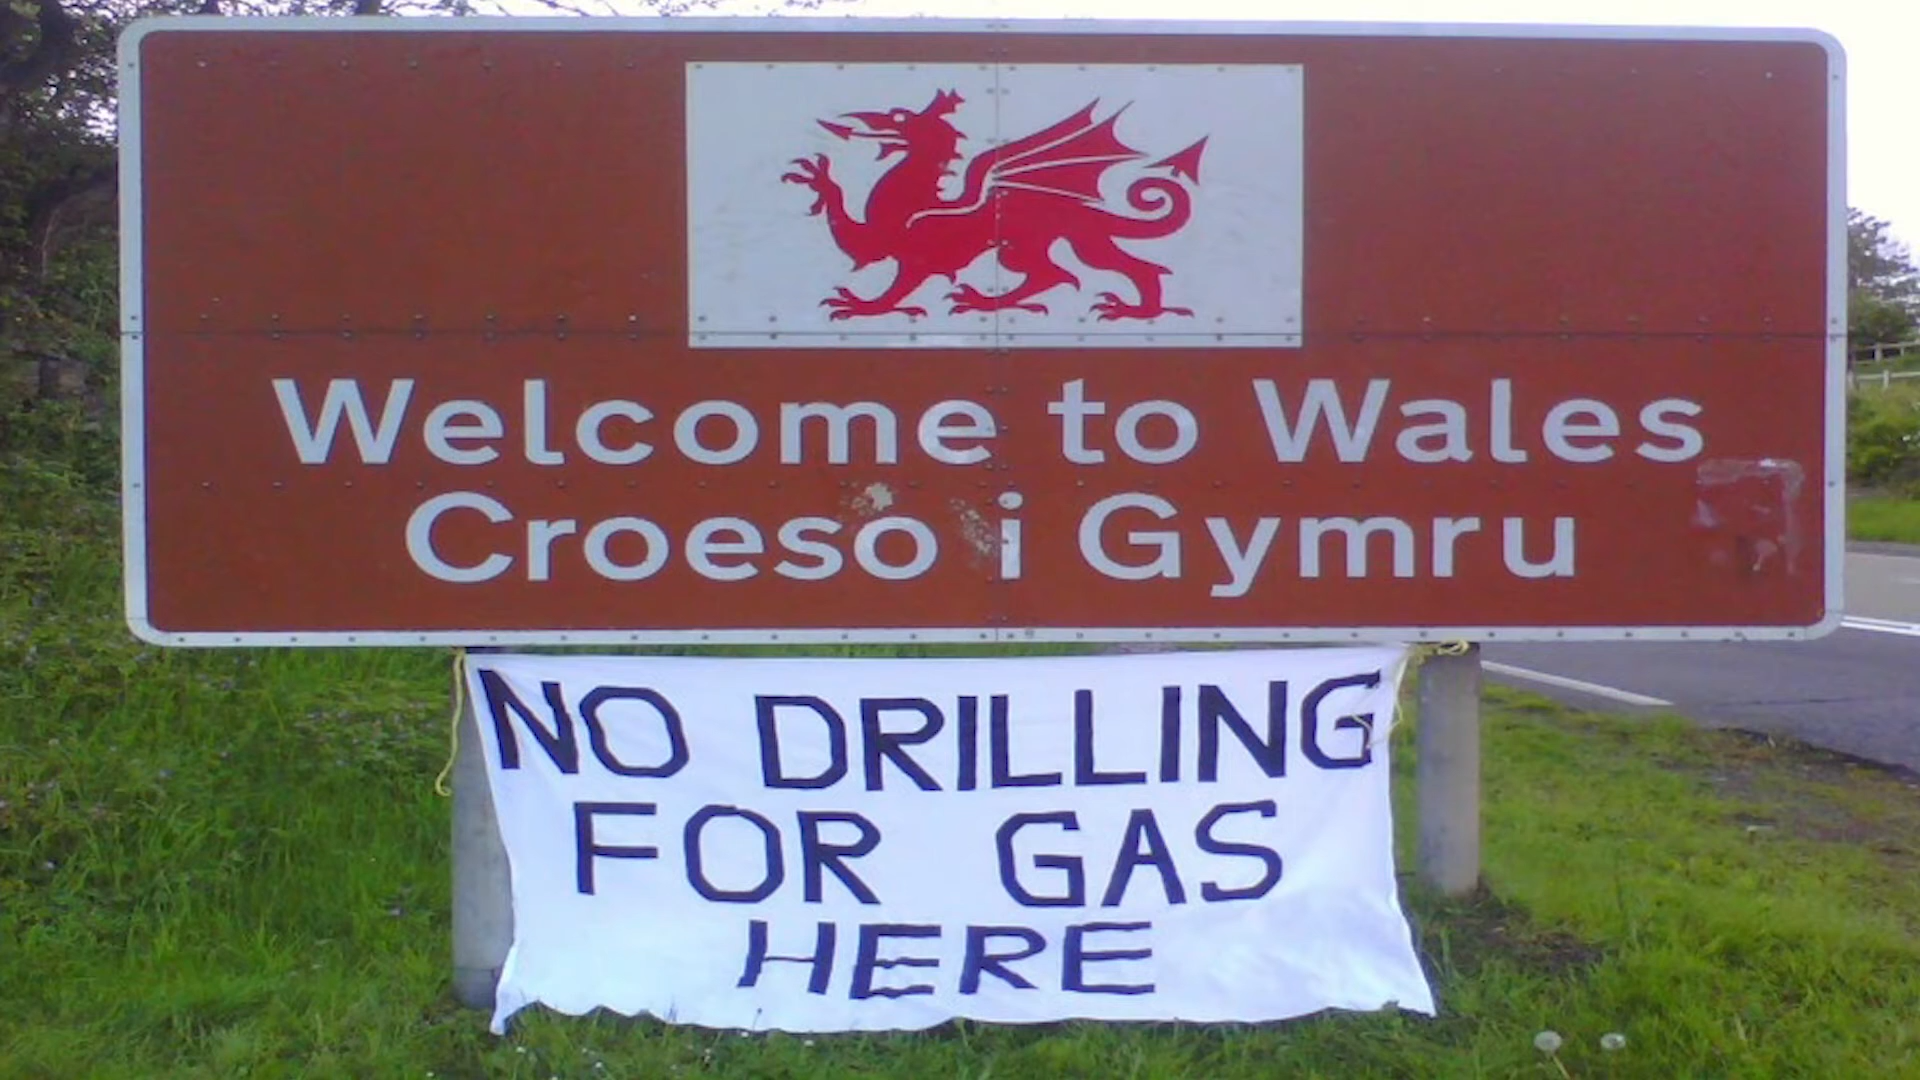 Welcome to Wales
Croeso i Gymru
NO DRILLING
FOR GAS
HERE